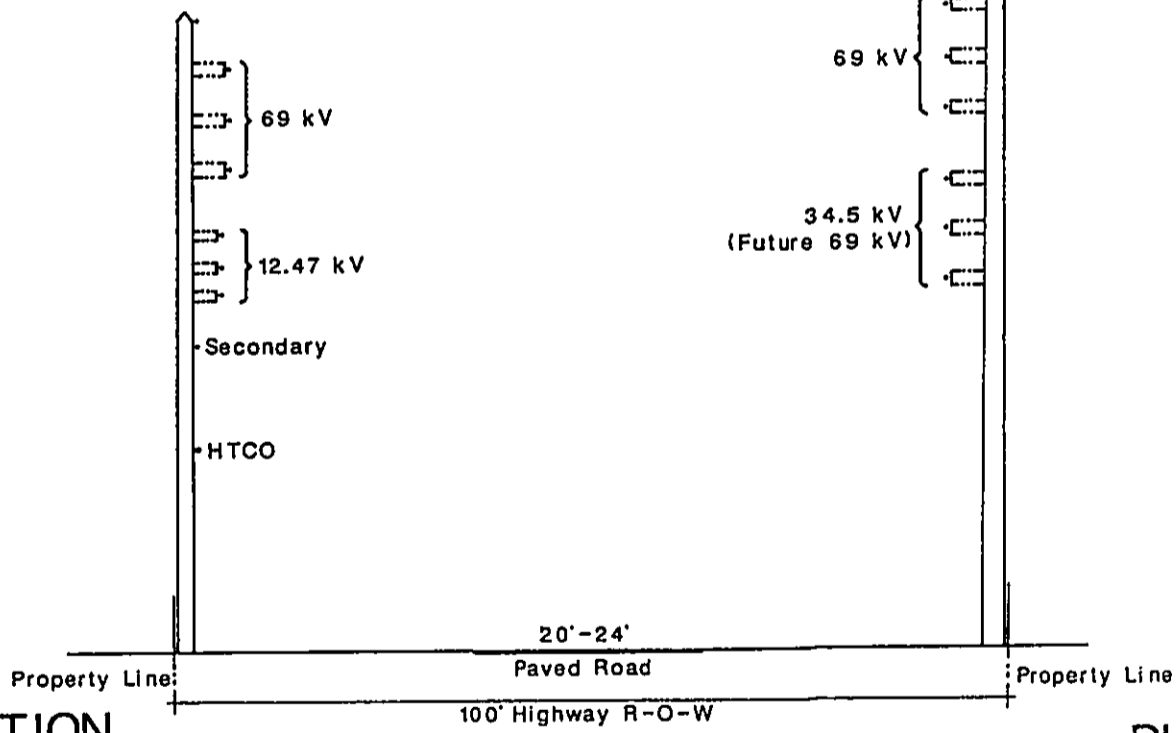 69 kV
69 kV
34.5 kV
(Future 69 kV)
12.47 kV
Secondary
HTCO
20'-24'
Paved Road
Property Line
Property Line
100' Highway R-O-W